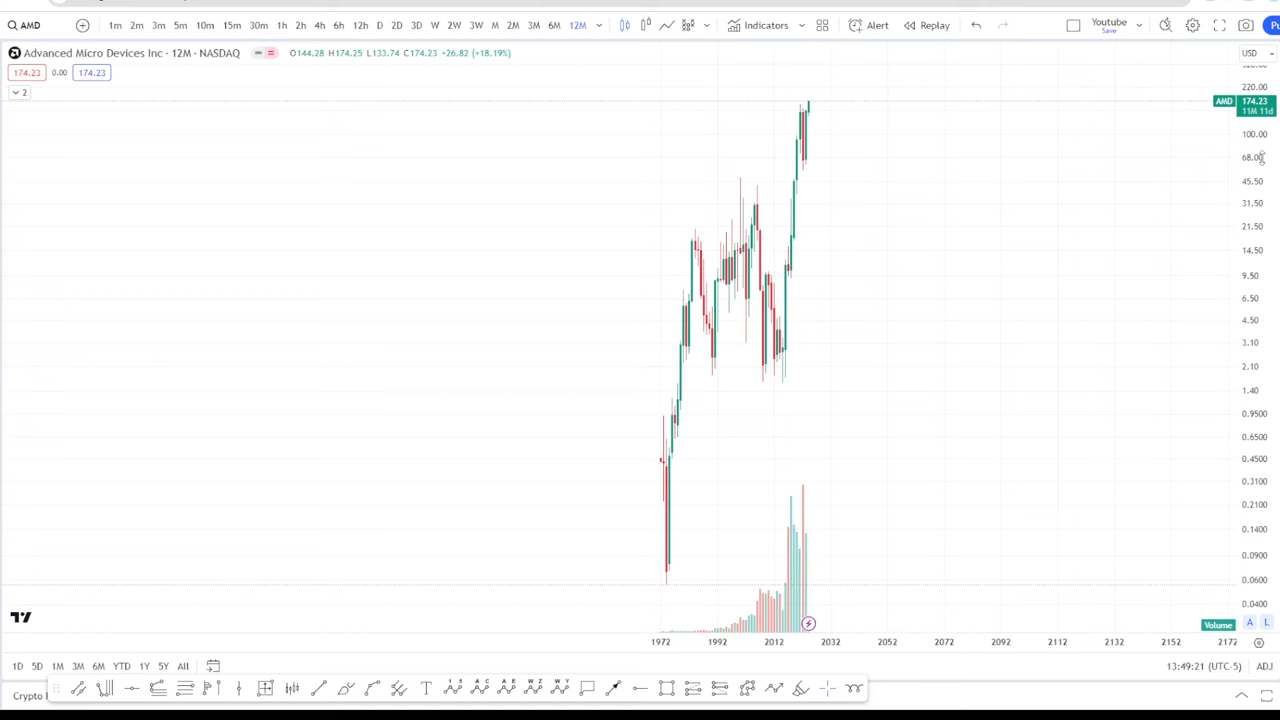 AMD 1m 2m 3m 5m 10m 15m 30m 1h 2h 4h 6h 12h D 2D 3D W 2W 3W M 2M 3M 6M 12M Indicators Alert Replay Youtube
Save
Advanced Micro Devices Inc · 12M · NASDAQ O144.28 H174.25 L133.74 C174.23 +26.82 (+18.19%) USD
174.23 0.00 174.23
2
220.00
AMD 174.23
11M 11d
100.00
68.00
45.50
31.50
21.50
14.50
9.50
6.50
4.50
3.10
2.10
1.40
0.9500
0.6500
0.4500
0.3100
0.2100
0.1400
0.0900
0.0600
0.0400
Volume A L
1972 1982 1992 2012 2032 2052 2072 2092 2112 2132 2152
1D 5D 1M 3M 6M YTD 1Y 5Y All 13:49:21 (UTC-5) ADJ